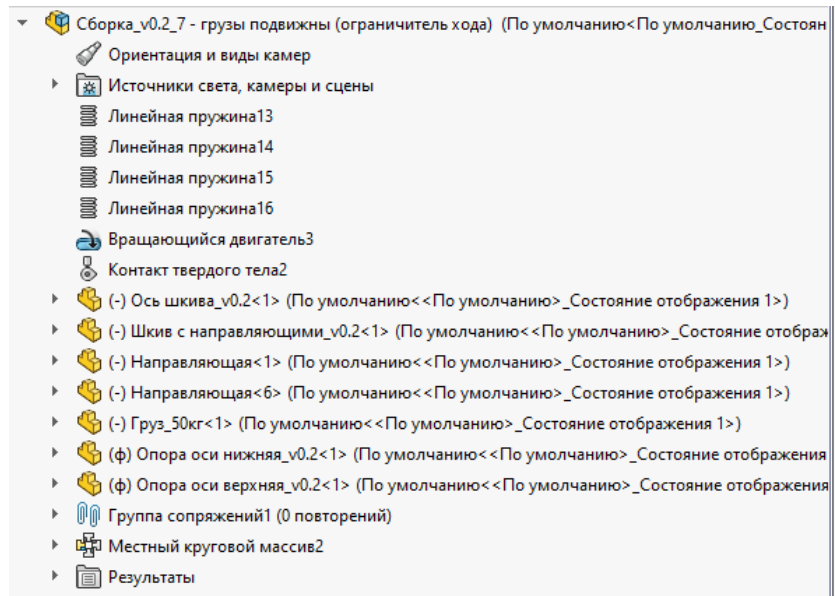 Сборка_v0.2_7 - грузы подвижны (ограничитель хода) (По умолчанию<По умолчанию_Состоян
Ориентация и виды камер
Источники света, камеры и сцены
Линейная пружина13
Линейная пружина14
Линейная пружина15
Линейная пружина16
Вращающийся двигатель3
Контакт твердого тела2
(-) Ось шкива_v0.2<1> (По умолчанию<<По умолчанию>_Состояние отображения 1>)
(-) Шкив с направляющими_v0.2<1> (По умолчанию<<По умолчанию>_Состояние отображ
(-) Направляющая<1> (По умолчанию<<По умолчанию>_Состояние отображения 1>)
(-) Направляющая<6> (По умолчанию<<По умолчанию>_Состояние отображения 1>)
(-) Груз_50кг<1> (По умолчанию<<По умолчанию>_Состояние отображения 1>)
(ф) Опора оси нижняя_v0.2<1> (По умолчанию<<По умолчанию>_Состояние отображения
(ф) Опора оси верхняя_v0.2<1> (По умолчанию<<По умолчанию>_Состояние отображения
Группа сопряжений1 (0 повторений)
Местный круговой массив2
Результаты